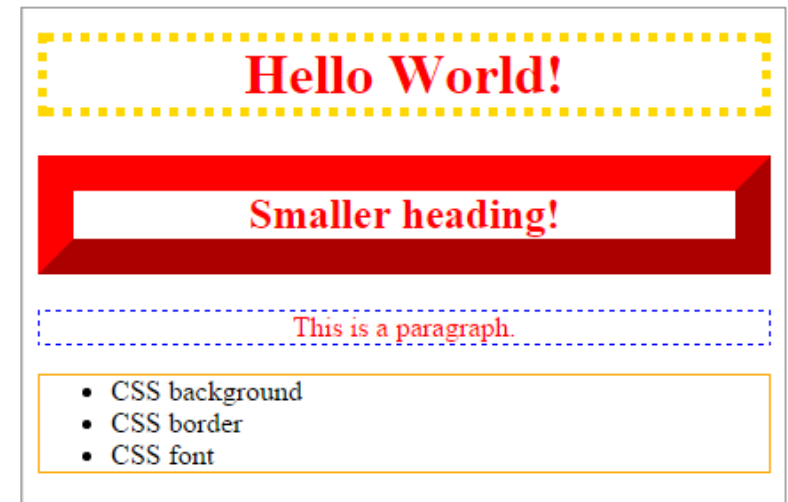 Hello World!
Smaller heading!
This is a paragraph.
• CSS background
• CSS border
• CSS font